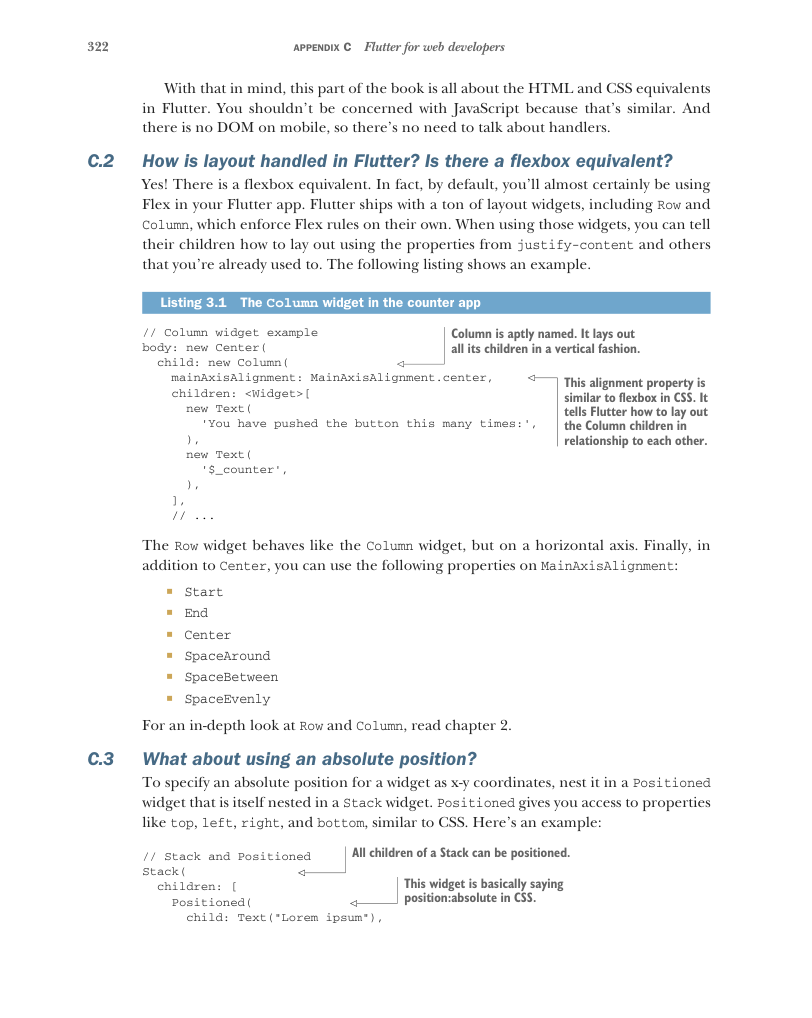 322
APPENDIX C Flutter for web developers
With that in mind, this part of the book is all about the HTML and CSS equivalents
in Flutter. You shouldn't be concerned with JavaScript because that's similar. And
there is no DOM on mobile, so there's no need to talk about handlers.
C.2 How is layout handled in Flutter? Is there a flexbox equivalent?
Yes! There is a flexbox equivalent. In fact, by default, you'll almost certainly be using
Flex in your Flutter app. Flutter ships with a ton of layout widgets, including Row and
Column, which enforce Flex rules on their own. When using those widgets, you can tell
their children how to lay out using the properties from justify-content and others
that you're already used to. The following listing shows an example.
Listing 3.1 The Column widget in the counter app
// Column widget example
body: new Center(
child: new Column(
mainAxisAlignment: MainAxisAlignment.center,
children: <Widget>[
new Text(
'You have pushed the button this many times:',
),
new Text(
'$_counter',
),
],
// ...
Column is aptly named. It lays out
all its children in a vertical fashion.
This alignment property is
similar to flexbox in CSS. It
tells Flutter how to lay out
the Column children in
relationship to each other.
The Row widget behaves like the Column widget, but on a horizontal axis. Finally, in
addition to Center, you can use the following properties on MainAxisAlignment:
■ Start
■ End
■ Center
■ SpaceAround
■ SpaceBetween
■ SpaceEvenly
For an in-depth look at Row and Column, read chapter 2.
C.3 What about using an absolute position?
To specify an absolute position for a widget as x-y coordinates, nest it in a Positioned
widget that is itself nested in a Stack widget. Positioned gives you access to properties
like top, left, right, and bottom, similar to CSS. Here's an example:
// Stack and Positioned
Stack(
children: [
Positioned(
child: Text("Lorem ipsum"),
All children of a Stack can be positioned.
This widget is basically saying
position:absolute in CSS.